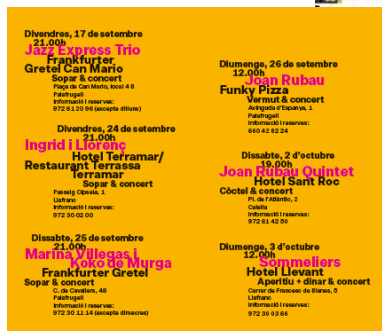 Divendres, 17 de setembre
21.00h
Jazz Express Trio
Frankfurter
Gretel Can Mario
Sopar & concert
Plaça de Can Mario, local 4 8
Palafrugell
Informació i reserves:
972 61 20 96 (excepte dilluns)
Divendres, 24 de setembre
21.00h
Ingrid i Llorenç
Hotel Terramar/
Restaurant Terrassa
Terramar
Sopar & concert
Passeig Cipsela, 1
Llafranc
Informació i reserves:
972 30 02 00
Dissabte, 25 de setembre
21.00h
Marina Villegas i
Koko de Murga
Frankfurter Gretel
Sopar & concert
C. de Cavallers, 48
Palafrugell
Informació i reserves:
972 30 11 14 (excepte dimecres)
Diumenge, 26 de setembre
12.00h
Joan Rubau
Funky Pizza
Vermut & concert
Avinguda d'Espanya, 1
Palafrugell
Informació i reserves:
660 42 82 24
Dissabte, 2 d'octubre
19.00h
Joan Rubau Quintet
Hotel Sant Roc
Còctel & concert
Pl. de l'Atlàntic, 2
Calella
Informació i reserves:
972 61 42 50
Diumenge, 3 d'octubre
12.00h
Sommeliers
Hotel Llevant
Aperitiu + dinar & concert
Carrer de Francesc de Blanes, 5
Llafranc
Informació i reserves:
972 30 03 66